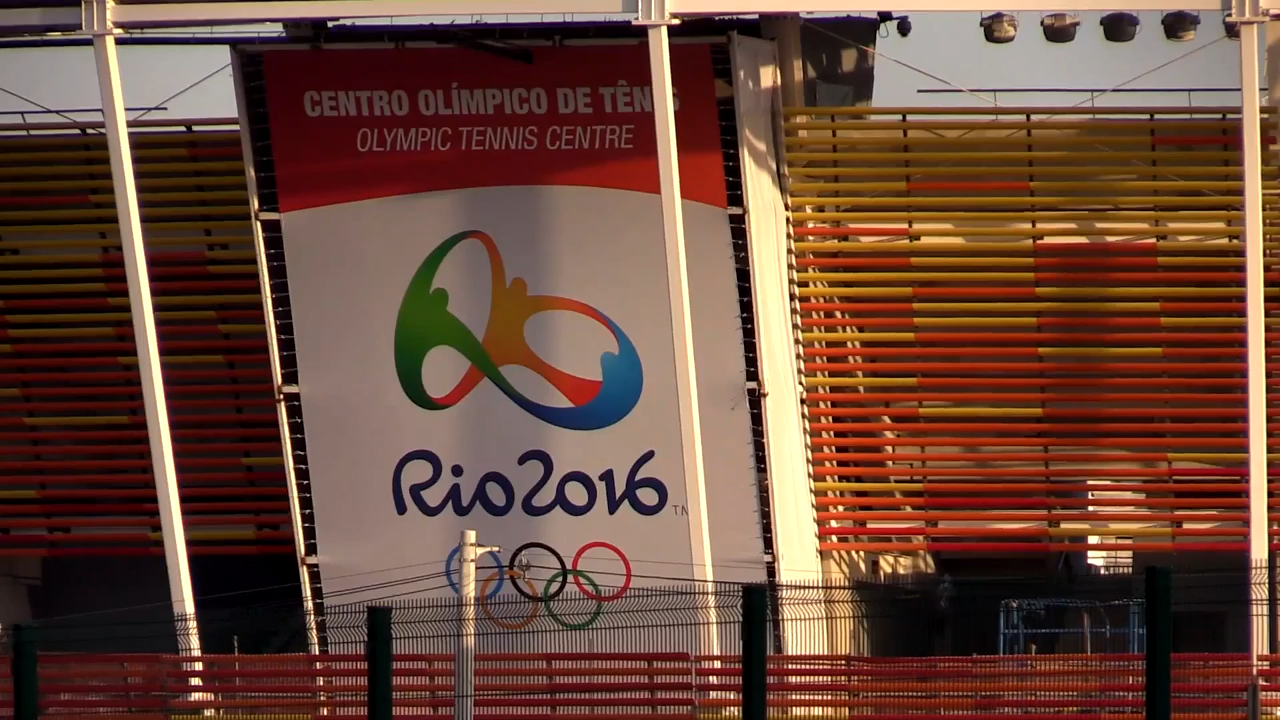 CENTRO OLÍMPICO DE TÊNIS
OLYMPIC TENNIS CENTRE
Rio2016
TM